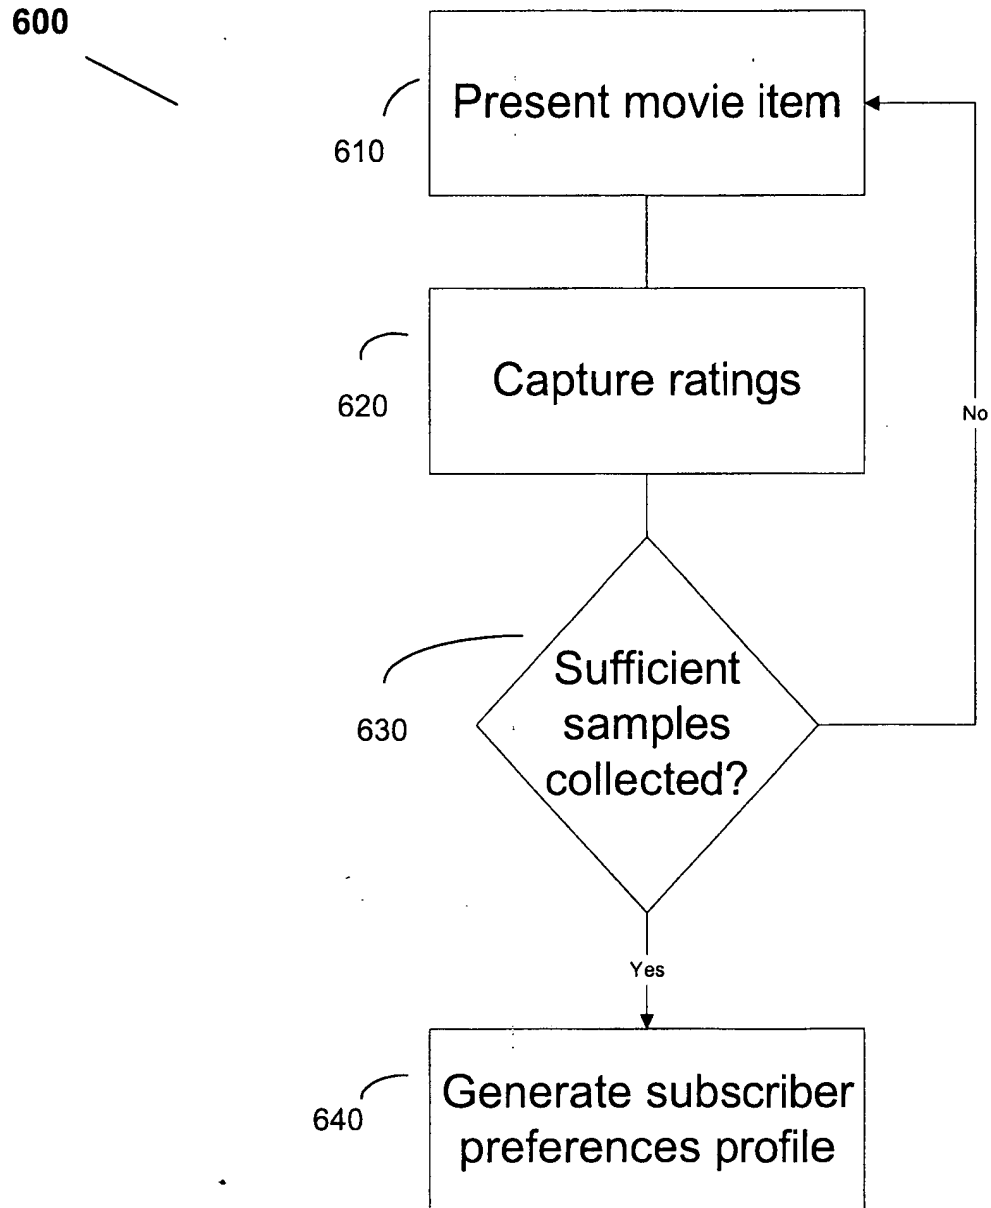 600
Present movie item
610
Capture ratings
620
No
Sufficient
samples
collected?
630
Yes
Generate subscriber
preferences profile
640